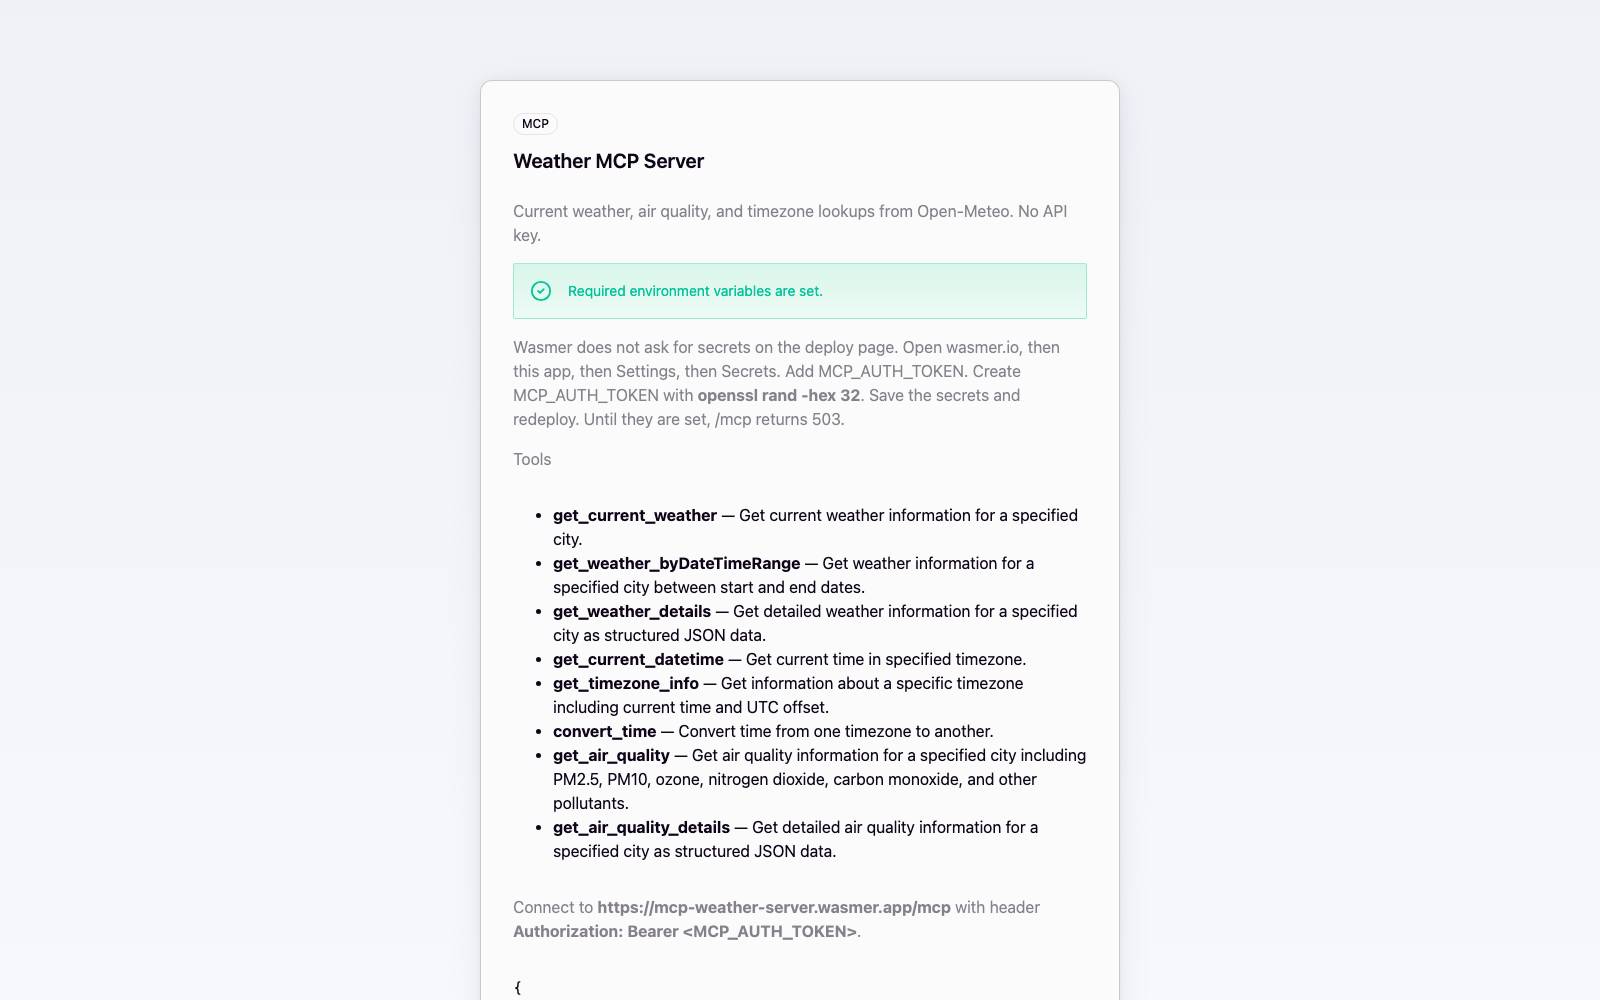 MCP
Weather MCP Server
Current weather, air quality, and timezone lookups from Open-Meteo. No API
key.
Required environment variables are set.
Wasmer does not ask for secrets on the deploy page. Open wasmer.io, then
this app, then Settings, then Secrets. Add MCP_AUTH_TOKEN. Create
MCP_AUTH_TOKEN with openssl rand -hex 32. Save the secrets and
redeploy. Until they are set, /mcp returns 503.
Tools
• get_current_weather — Get current weather information for a specified
city.
• get_weather_byDateTimeRange — Get weather information for a
specified city between start and end dates.
• get_weather_details — Get detailed weather information for a specified
city as structured JSON data.
• get_current_datetime — Get current time in specified timezone.
• get_timezone_info — Get information about a specific timezone
including current time and UTC offset.
• convert_time — Convert time from one timezone to another.
• get_air_quality — Get air quality information for a specified city including
PM2.5, PM10, ozone, nitrogen dioxide, carbon monoxide, and other
pollutants.
• get_air_quality_details — Get detailed air quality information for a
specified city as structured JSON data.
Connect to https://mcp-weather-server.wasmer.app/mcp with header
Authorization: Bearer <MCP_AUTH_TOKEN>.
{